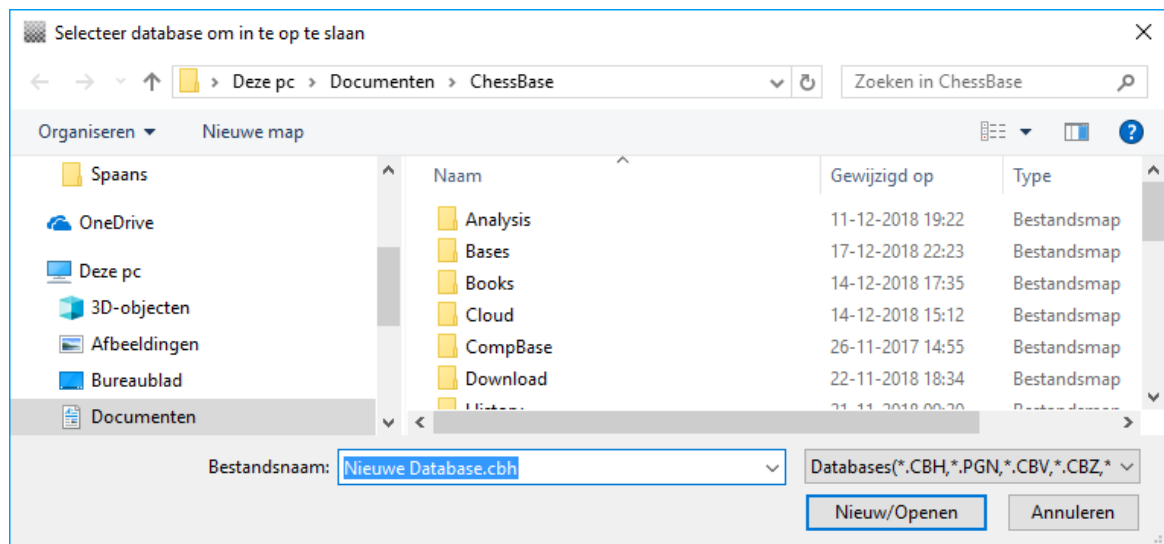 Selecteer database om in te op te slaan
Deze pc > Documenten > ChessBase
Zoeken in ChessBase
Organiseren
Nieuwe map
?
Spaans
OneDrive
Deze pc
3D-objecten
Afbeeldingen
Bureaublad
Documenten
Naam Gewijzigd op Type
Analysis 11-12-2018 19:22 Bestandsmap
Bases 17-12-2018 22:23 Bestandsmap
Books 14-12-2018 17:35 Bestandsmap
Cloud 14-12-2018 15:12 Bestandsmap
CompBase 26-11-2017 14:55 Bestandsmap
Download 22-11-2018 18:34 Bestandsmap
Bestandsnaam: Nieuwe Database.cbh
Databases(*.CBH,*.PGN,*.CBV,*.CBZ,*
Nieuw/Openen
Annuleren